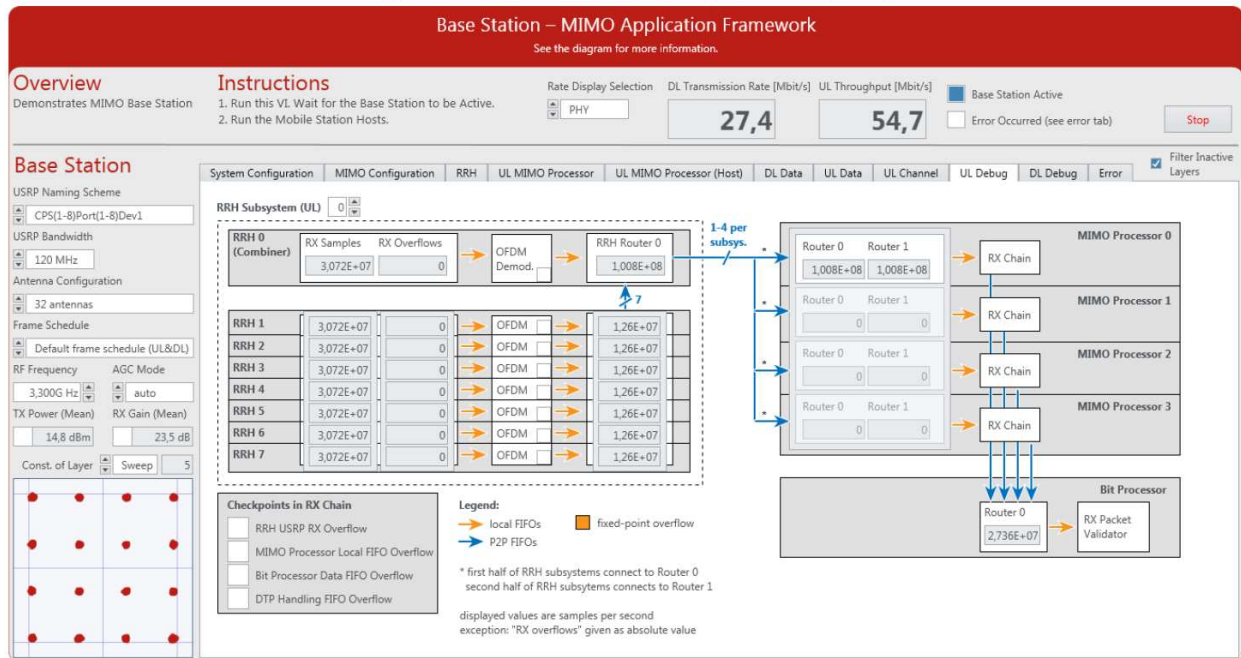 Base Station – MIMO Application Framework
See the diagram for more information.
Overview
Demonstrates MIMO Base Station
Instructions
1. Run this VI. Wait for the Base Station to be Active.
2. Run the Mobile Station Hosts.
Rate Display Selection
PHY
DL Transmission Rate [Mbit/s]
27,4
UL Throughput [Mbit/s]
54,7
Base Station Active
Error Occurred (see error tab)
Stop
Base Station
USRP Naming Scheme
CPS(1-8)Port(1-8)Dev1
USRP Bandwidth
120 MHz
Antenna Configuration
32 antennas
Frame Schedule
Default frame schedule (UL&DL)
RF Frequency AGC Mode
3,300G Hz auto
TX Power (Mean) RX Gain (Mean)
14,8 dBm 23,5 dB
Const. of Layer Sweep 5
System Configuration MIMO Configuration RRH UL MIMO Processor UL MIMO Processor (Host) DL Data UL Data UL Channel UL Debug DL Debug Error
Filter Inactive
Layers
RRH Subsystem (UL) 0
RRH 0
(Combiner)
RX Samples RX Overflows
3,072E+07 0
OFDM
Demod.
RRH Router 0
1,008E+08
7
RRH 1 3,072E+07 0 OFDM 1,26E+07
RRH 2 3,072E+07 0 OFDM 1,26E+07
RRH 3 3,072E+07 0 OFDM 1,26E+07
RRH 4 3,072E+07 0 OFDM 1,26E+07
RRH 5 3,072E+07 0 OFDM 1,26E+07
RRH 6 3,072E+07 0 OFDM 1,26E+07
RRH 7 3,072E+07 0 OFDM 1,26E+07
1-4 per
subsys.
*
*
*
*
MIMO Processor 0
Router 0 Router 1
1,008E+08 1,008E+08
RX Chain
MIMO Processor 1
Router 0 Router 1
0 0
RX Chain
MIMO Processor 2
Router 0 Router 1
0 0
RX Chain
MIMO Processor 3
Router 0 Router 1
0 0
RX Chain
Bit Processor
Router 0
2,736E+07
RX Packet
Validator
Checkpoints in RX Chain
RRH USRP RX Overflow
MIMO Processor Local FIFO Overflow
Bit Processor Data FIFO Overflow
DTP Handling FIFO Overflow
Legend:
local FIFOs fixed-point overflow
P2P FIFOs
* first half of RRH subsystems connect to Router 0
second half of RRH subsytems connects to Router 1
displayed values are samples per second
exception: "RX overflows" given as absolute value